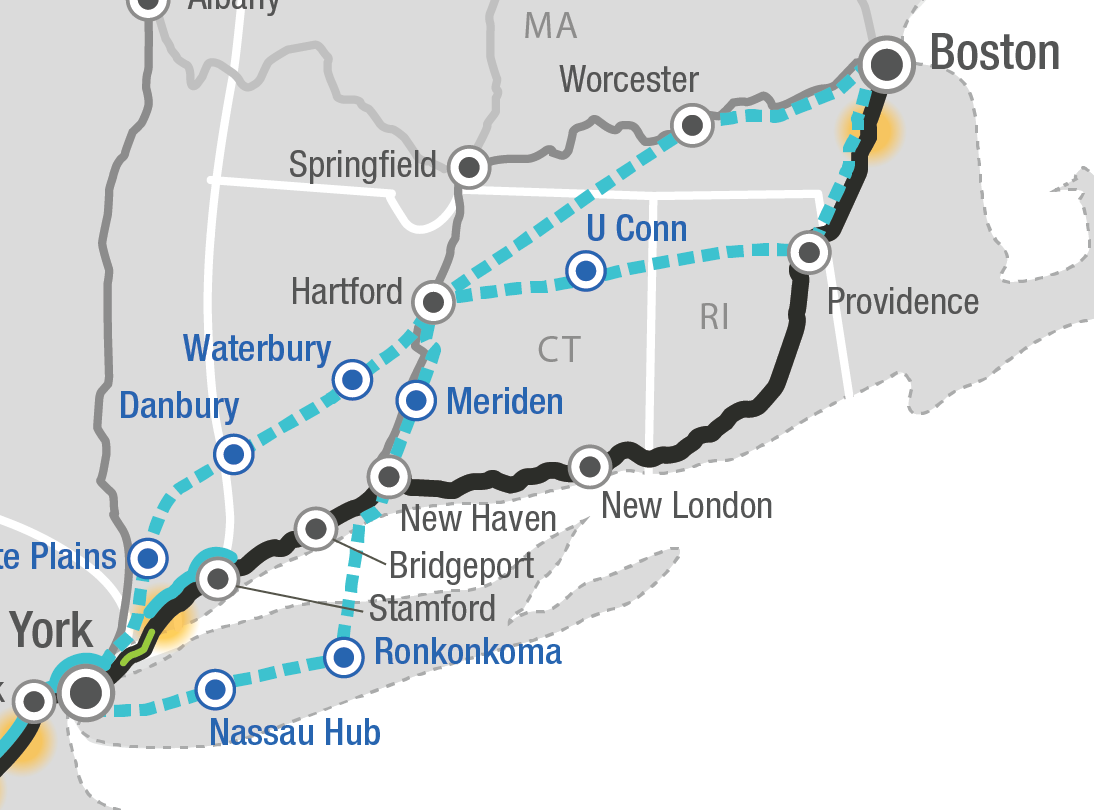 Albany
MA
Boston
Worcester
Springfield
U Conn
Hartford
Providence
RI
Waterbury
CT
Danbury
Meriden
New London
New Haven
te Plains
Bridgeport
Stamford
York
Ronkonkoma
k
Nassau Hub